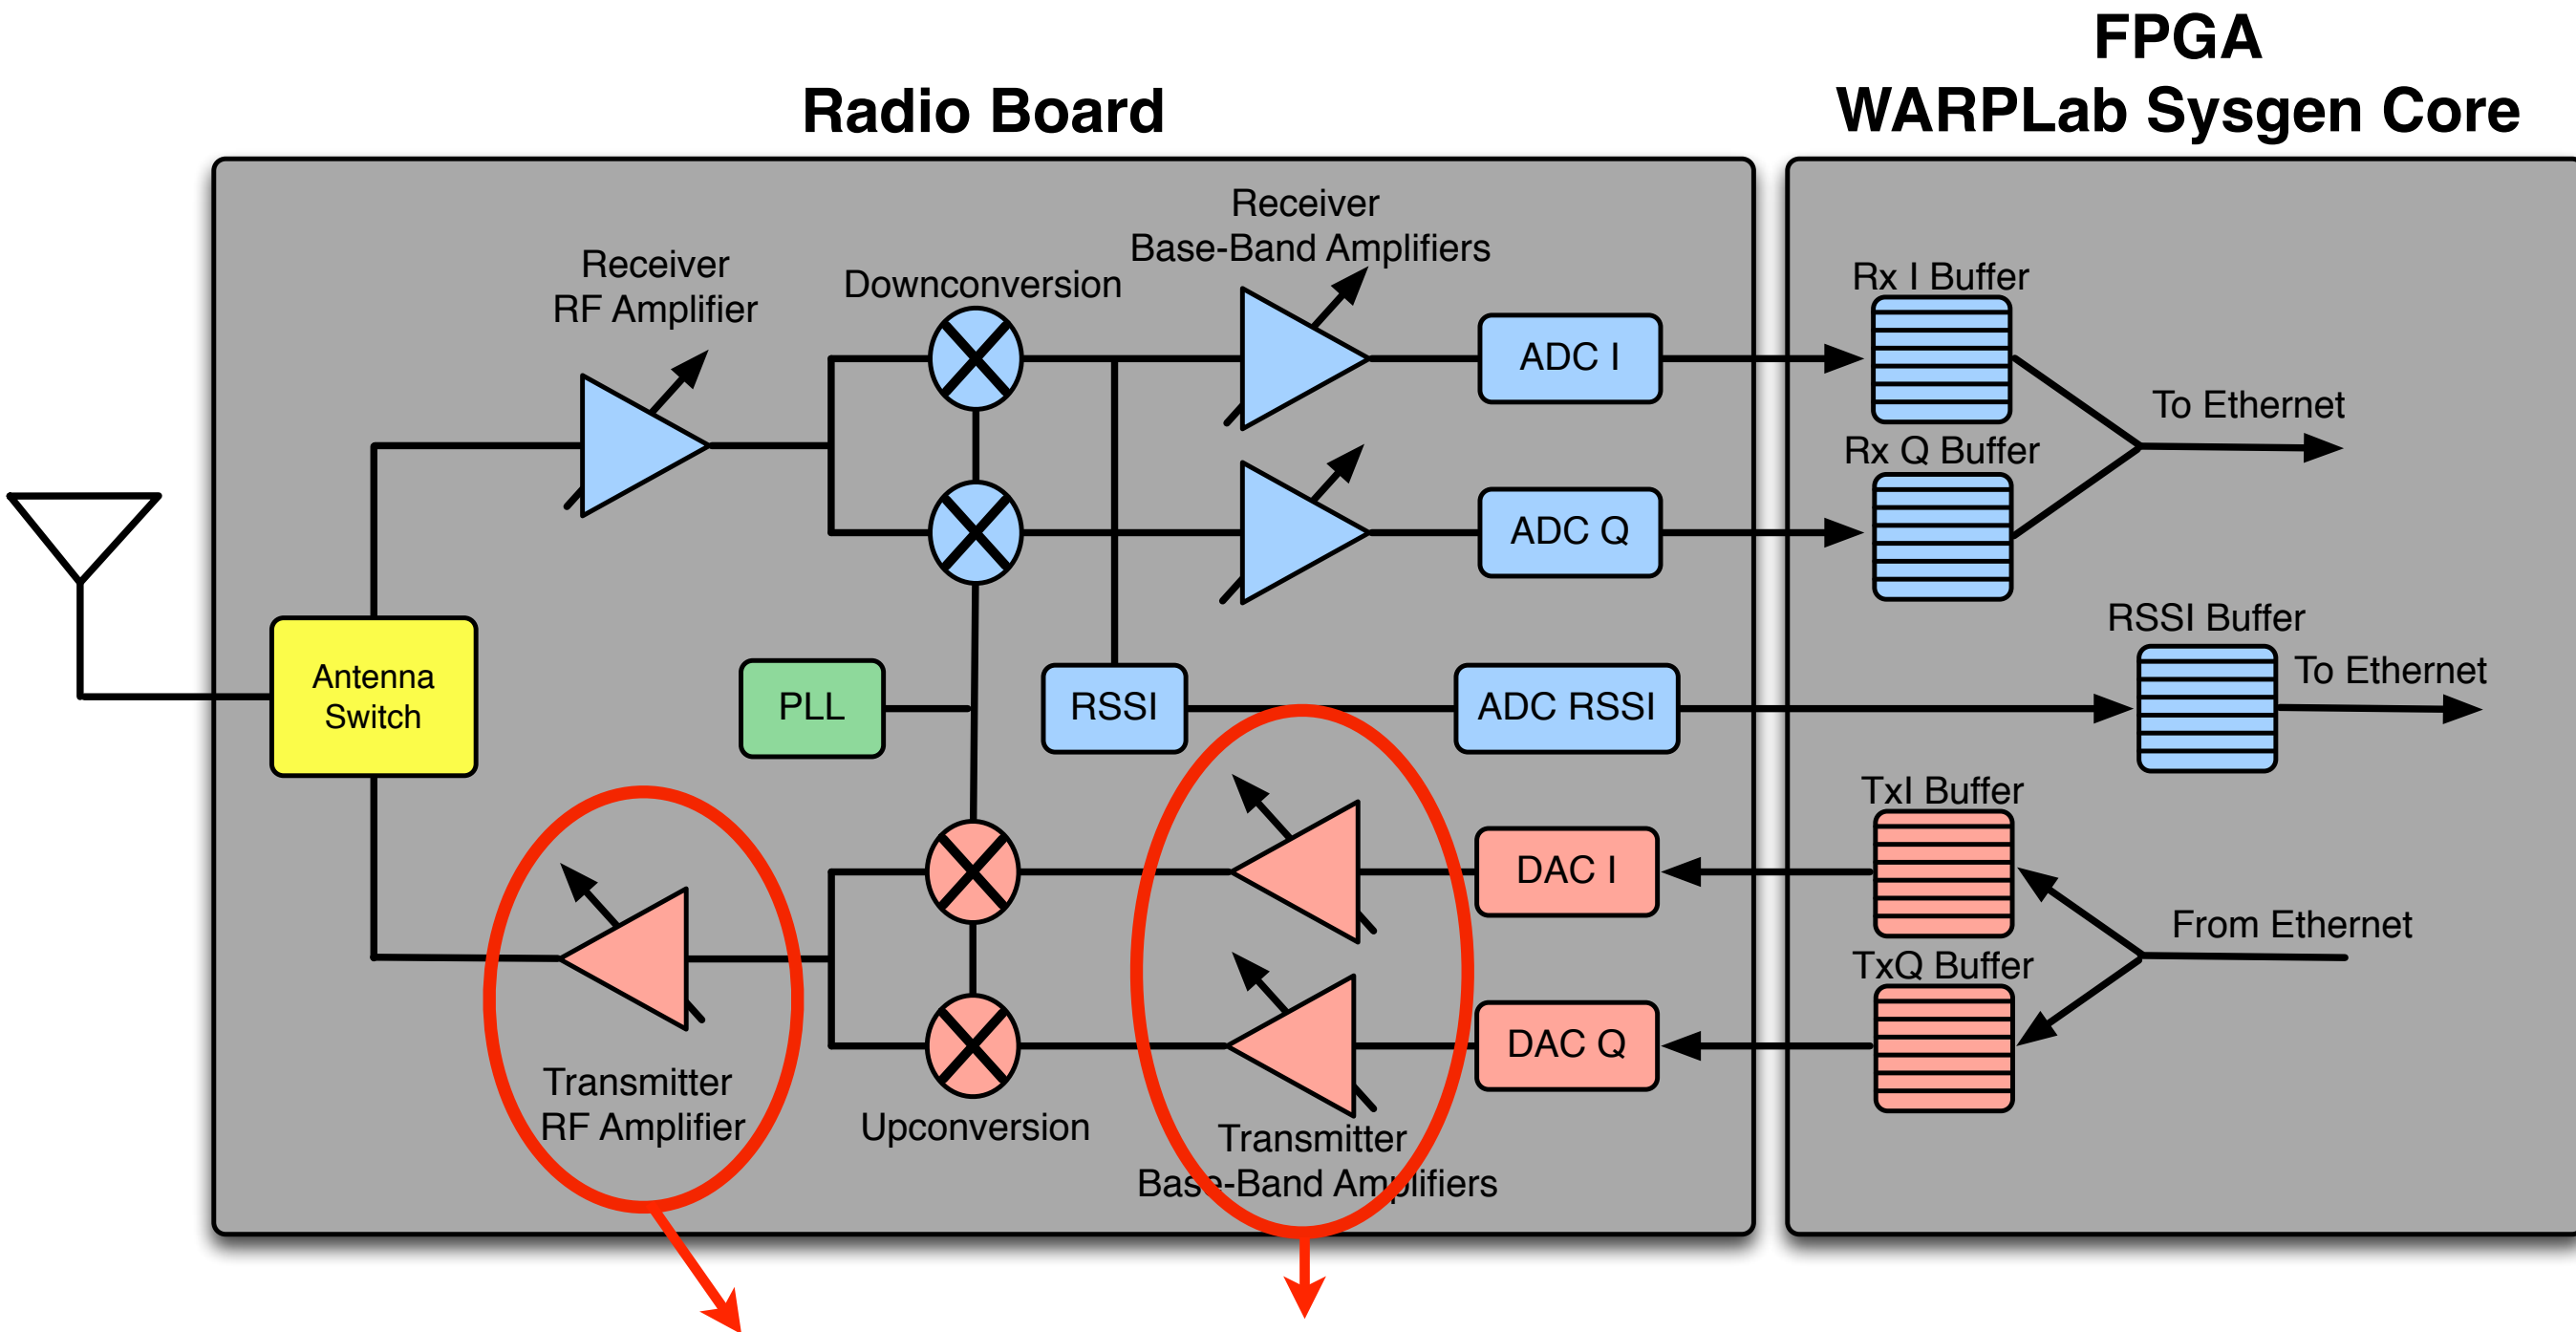 FPGA
WARPLab Sysgen Core
Radio Board
Receiver
Base-Band Amplifiers
Receiver
RF Amplifier
Downconversion
Rx I Buffer
ADC I
To Ethernet
Rx Q Buffer
ADC Q
RSSI Buffer
To Ethernet
Antenna
Switch
PLL
RSSI
ADC RSSI
TxI Buffer
DAC I
From Ethernet
TxQ Buffer
DAC Q
Transmitter
RF Amplifier
Upconversion
Transmitter
Base-Band Amplifiers